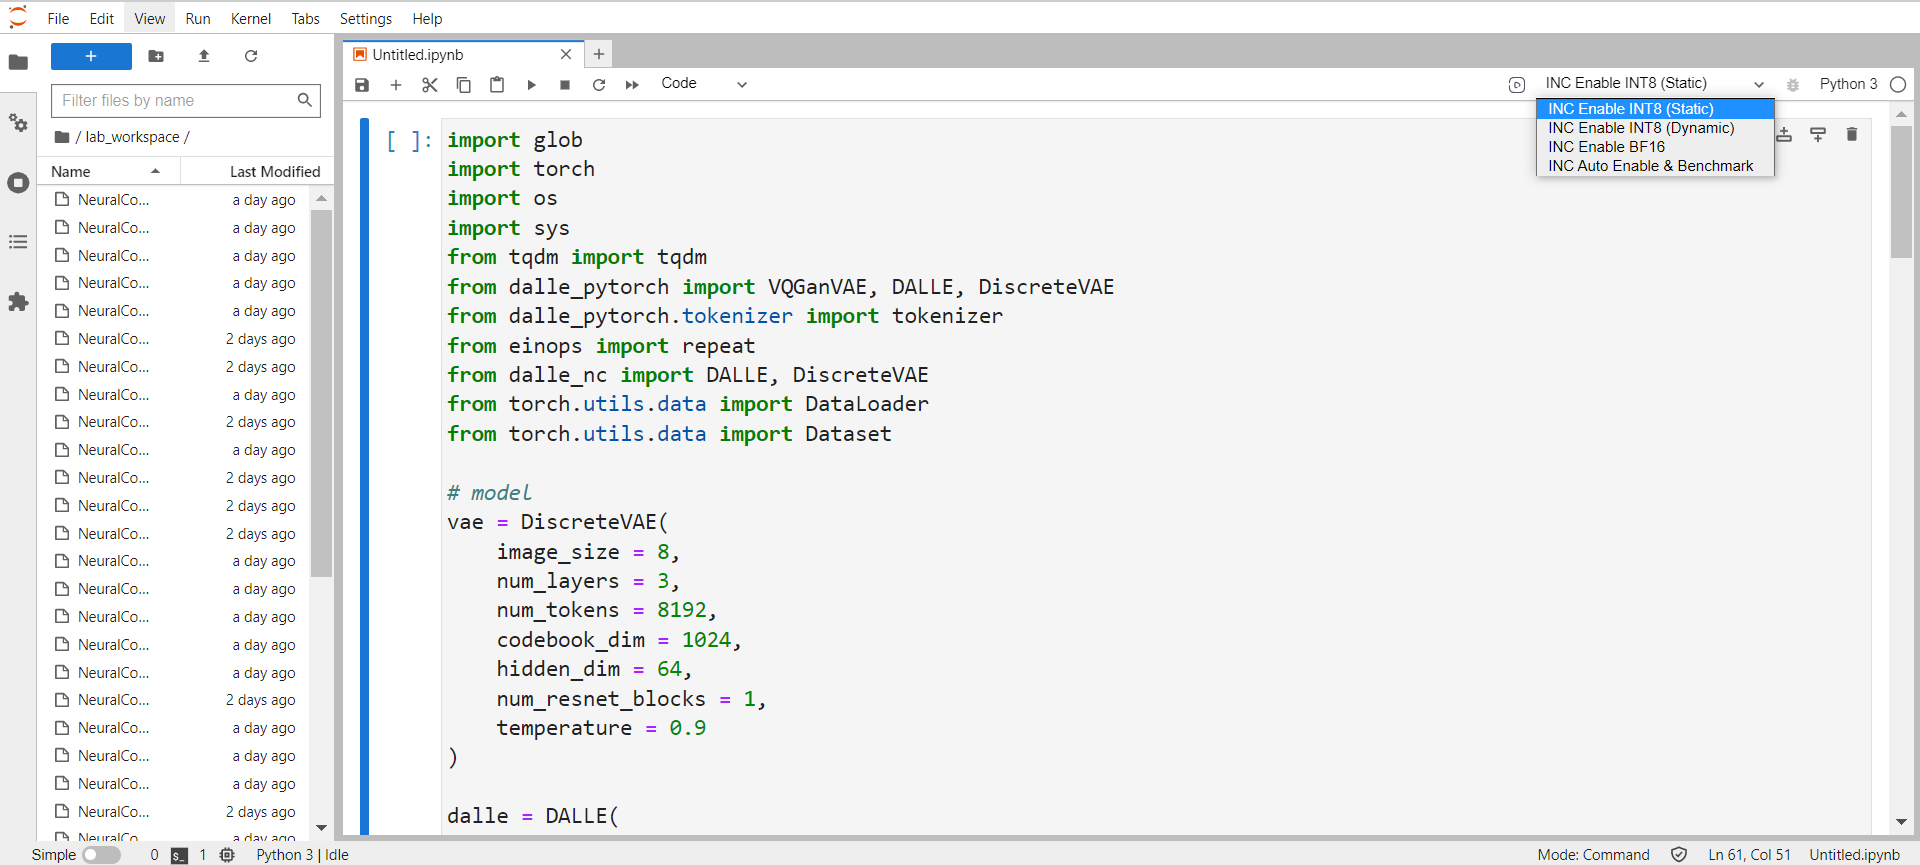 File Edit View Run Kernel Tabs Settings Help
+
Filter files by name
/ lab_workspace /
Name Last Modified
NeuralCo... a day ago
NeuralCo... a day ago
NeuralCo... a day ago
NeuralCo... a day ago
NeuralCo... a day ago
NeuralCo... 2 days ago
NeuralCo... 2 days ago
NeuralCo... a day ago
NeuralCo... 2 days ago
NeuralCo... a day ago
NeuralCo... 2 days ago
NeuralCo... 2 days ago
NeuralCo... 2 days ago
NeuralCo... a day ago
NeuralCo... a day ago
NeuralCo... a day ago
NeuralCo... a day ago
NeuralCo... a day ago
NeuralCo... 2 days ago
NeuralCo... a day ago
NeuralCo... a day ago
NeuralCo... a day ago
NeuralCo... 2 days ago
NeuralCo... a day ago
Untitled.ipynb
Code
INC Enable INT8 (Static) Python 3
INC Enable INT8 (Static)
INC Enable INT8 (Dynamic)
INC Enable BF16
INC Auto Enable & Benchmark
[ ]: import glob
import torch
import os
import sys
from tqdm import tqdm
from dalle_pytorch import VQGanVAE, DALLE, DiscreteVAE
from dalle_pytorch.tokenizer import tokenizer
from einops import repeat
from dalle_nc import DALLE, DiscreteVAE
from torch.utils.data import DataLoader
from torch.utils.data import Dataset
# model
vae = DiscreteVAE(
image_size = 8,
num_layers = 3,
num_tokens = 8192,
codebook_dim = 1024,
hidden_dim = 64,
num_resnet_blocks = 1,
temperature = 0.9
)
dalle = DALLE(
Simple 0 1 Python 3 | Idle Mode: Command Ln 61, Col 51 Untitled.ipynb